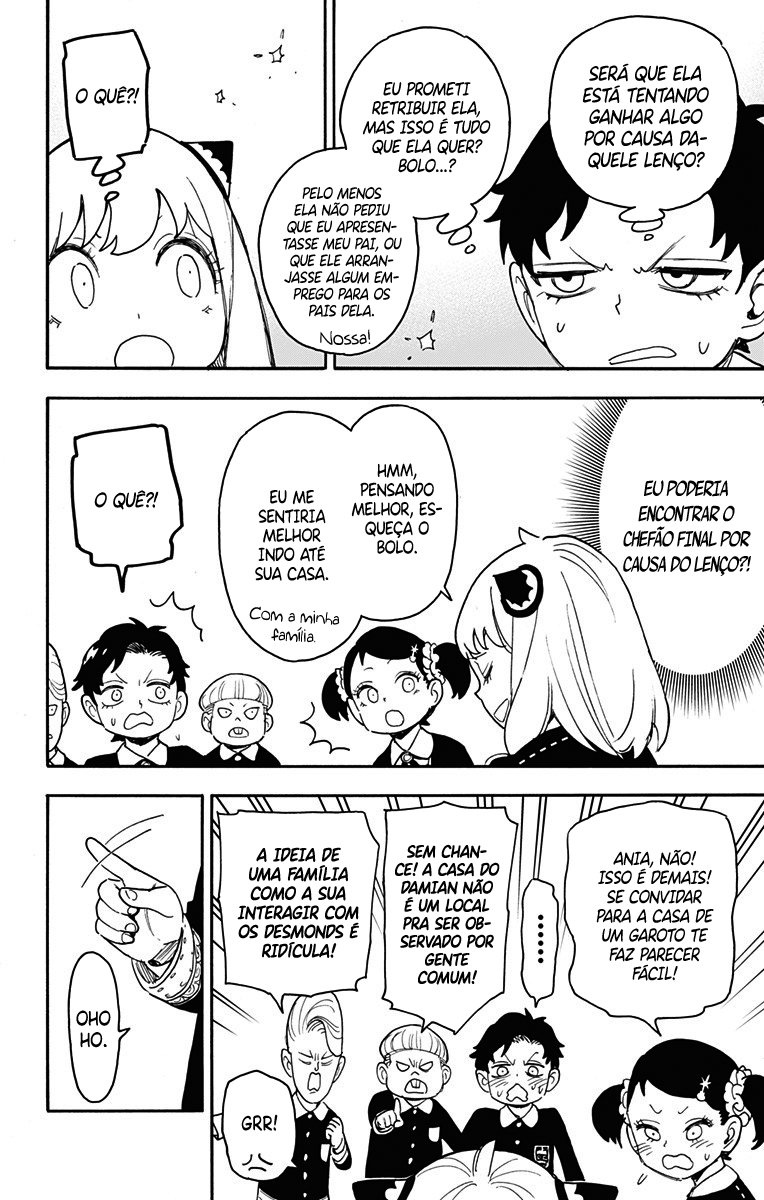 SERÁ QUE ELA
ESTÁ TENTANDO
GANHAR ALGO
POR CAUSA DA-
QUELE LENÇO?
EU PROMETI
RETRIBUIR ELA,
MAS ISSO É TUDO
QUE ELA QUER?
BOLO...?
PELO MENOS
ELA NÃO PEDIU
QUE EU APRESEN-
TASSE MEU PAI, OU
QUE ELE ARRAN-
JASSE ALGUM EM-
PREGO PARA OS
PAIS DELA.
Nossa!
O QUÊ?!
EU PODERIA
ENCONTRAR O
CHEFÃO FINAL POR
CAUSA DO LENÇO?!
HMM,
PENSANDO
MELHOR, ES-
QUEÇA O
BOLO.
EU ME
SENTIRIA
MELHOR
INDO ATÉ
SUA CASA.
Com a minha
família.
O QUÊ?!
ANIA, NÃO!
ISSO É DEMAIS!
SE CONVIDAR
PARA A CASA DE
UM GAROTO TE
FAZ PARECER
FÁCIL!
......
SEM CHAN-
CE! A CASA DO
DAMIAN NÃO
É UM LOCAL
PRA SER OB-
SERVADO POR
GENTE
COMUM!
A IDEIA DE
UMA FAMÍLIA
COMO A SUA
INTERAGIR COM
OS DESMONDS É
RIDÍCULA!
GRR!
OHO
HO.